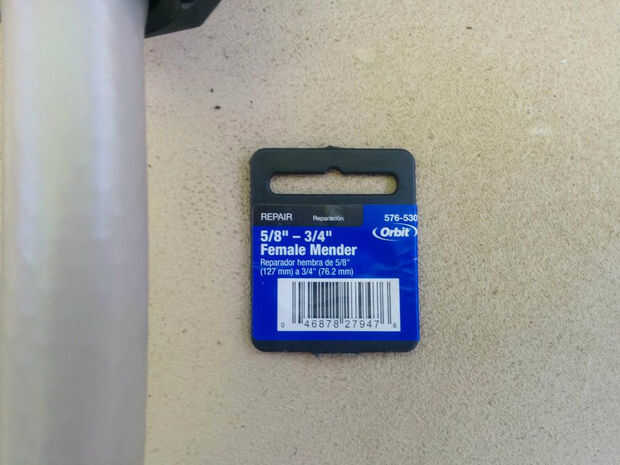 REPAIR Reparación 576-530
Orbit
5/8" – 3/4"
Female Mender
Reparador hembra de 5/8"
(127 mm) a 3/4" (76.2 mm)
0 46878 27947 6